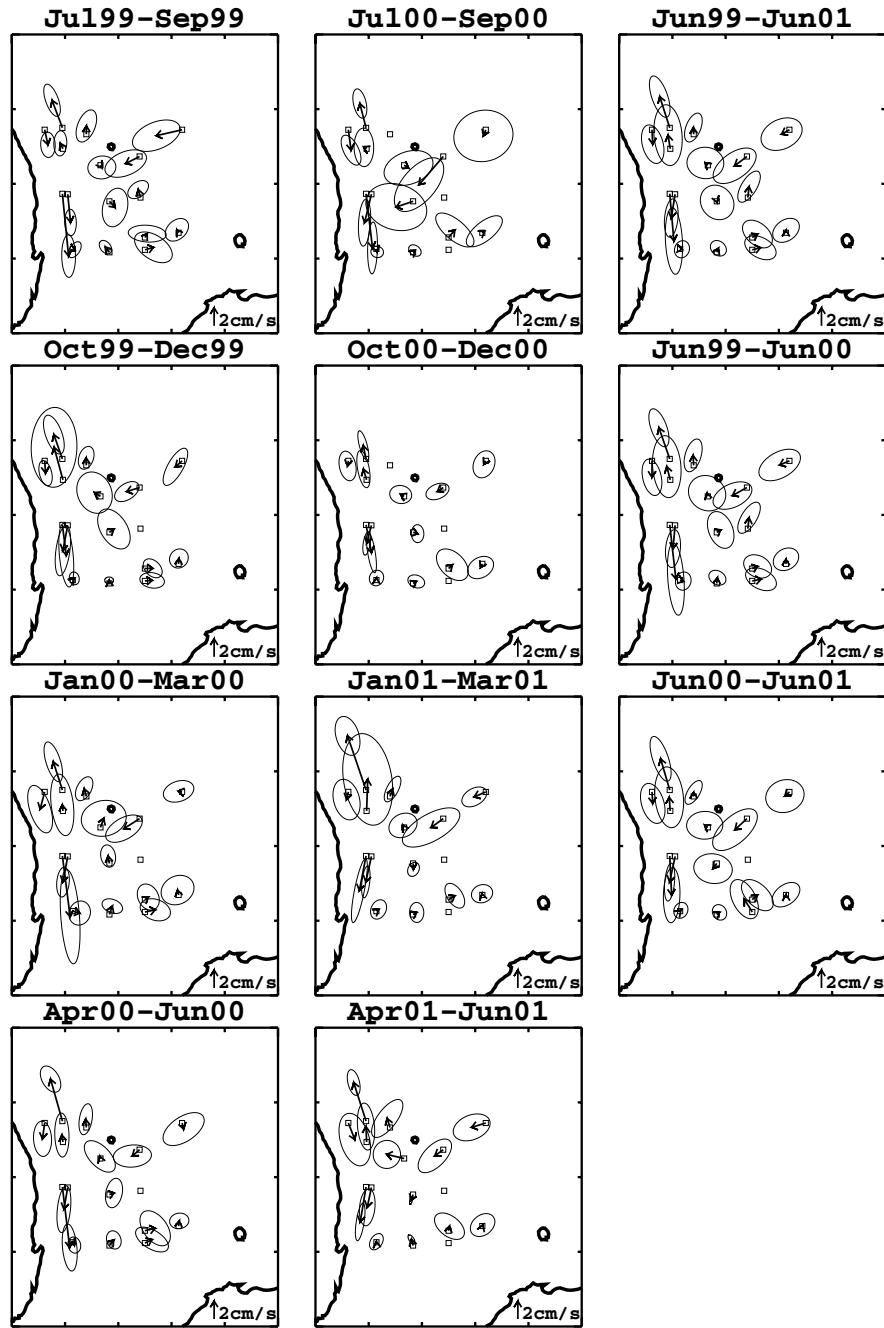 Jul99-Sep99 Jul00-Sep00 Jun99-Jun01
2cm/s 2cm/s 2cm/s
Oct99-Dec99 Oct00-Dec00 Jun99-Jun00
2cm/s 2cm/s 2cm/s
Jan00-Mar00 Jan01-Mar01 Jun00-Jun01
2cm/s 2cm/s 2cm/s
Apr00-Jun00 Apr01-Jun01
2cm/s 2cm/s